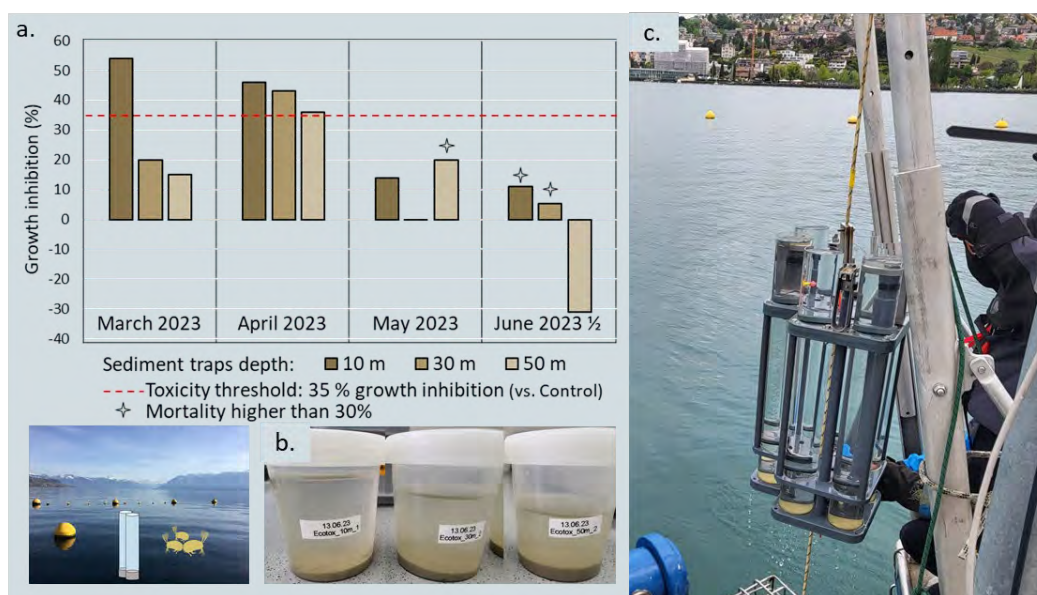 a.
60
50
40
30
20
10
0
-10
-20
-30
-40
Growth inhibition (%)
March 2023
April 2023
May 2023
June 2023 ½
Sediment traps depth: 10 m 30 m 50 m
Toxicity threshold: 35 % growth inhibition (vs. Control)
Mortality higher than 30%
b.
13.06.23
Ecotox_10m_1
13.06.23
Ecotox_30m_2
13.06.23
Ecotox_50m_2
c.